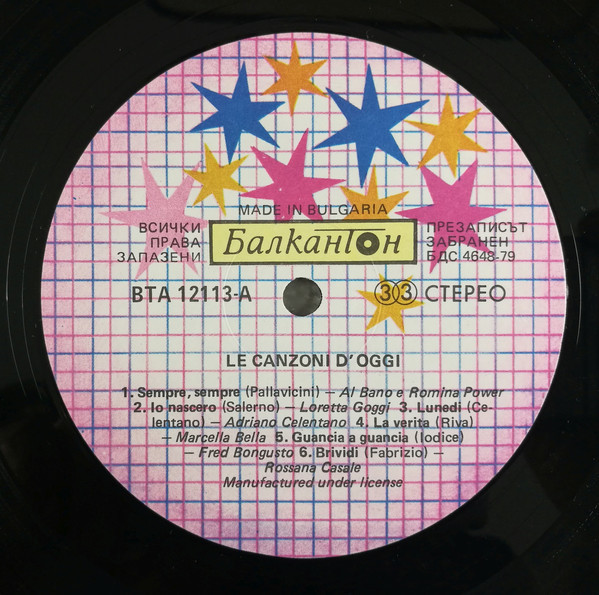 MADE IN BULGARIA
ВСИЧКИ
ПРАВА
ЗАПАЗЕНИ
Балкантон
ПРЕЗАПИСЪТ
ЗАБРАНЕН
БДС 4648-79
ВТА 12113-А
33 СТЕРЕО
LE CANZONI D'OGGI
1. Sempre, sempre (Pallavicini) – Al Bano e Romina Power
2. Io nascero (Salerno) – Loretta Goggi 3. Lunedi (Ce-
lentano) – Adriano Celentano 4. La verita (Riva)
– Marcella Bella 5. Guancia a guancia (Iodice)
– Fred Bongusto 6. Brividi (Fabrizio) –
Rossana Casale
Manufactured under license